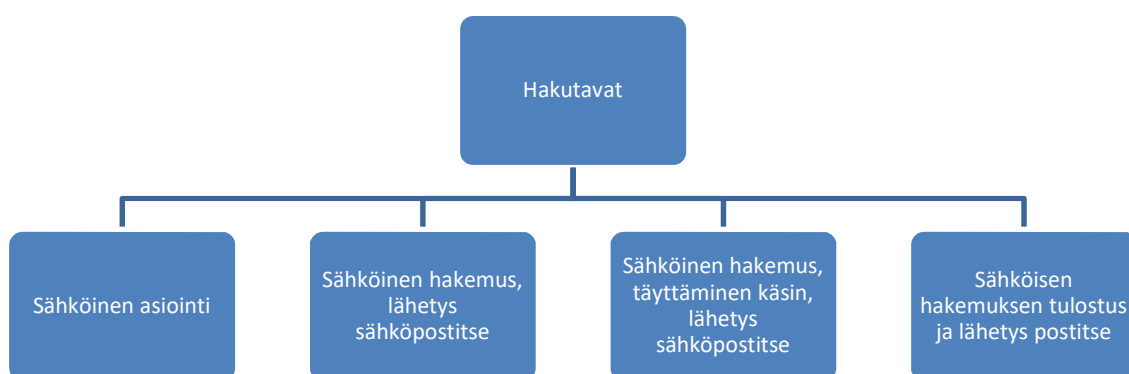 Hakutavat
Sähköinen asiointi
Sähköinen hakemus,
lähetys
sähköpostitse
Sähköinen hakemus,
täyttäminen käsin,
lähetys
sähköpostitse
Sähköisen
hakemuksen tulostus
ja lähetys postitse